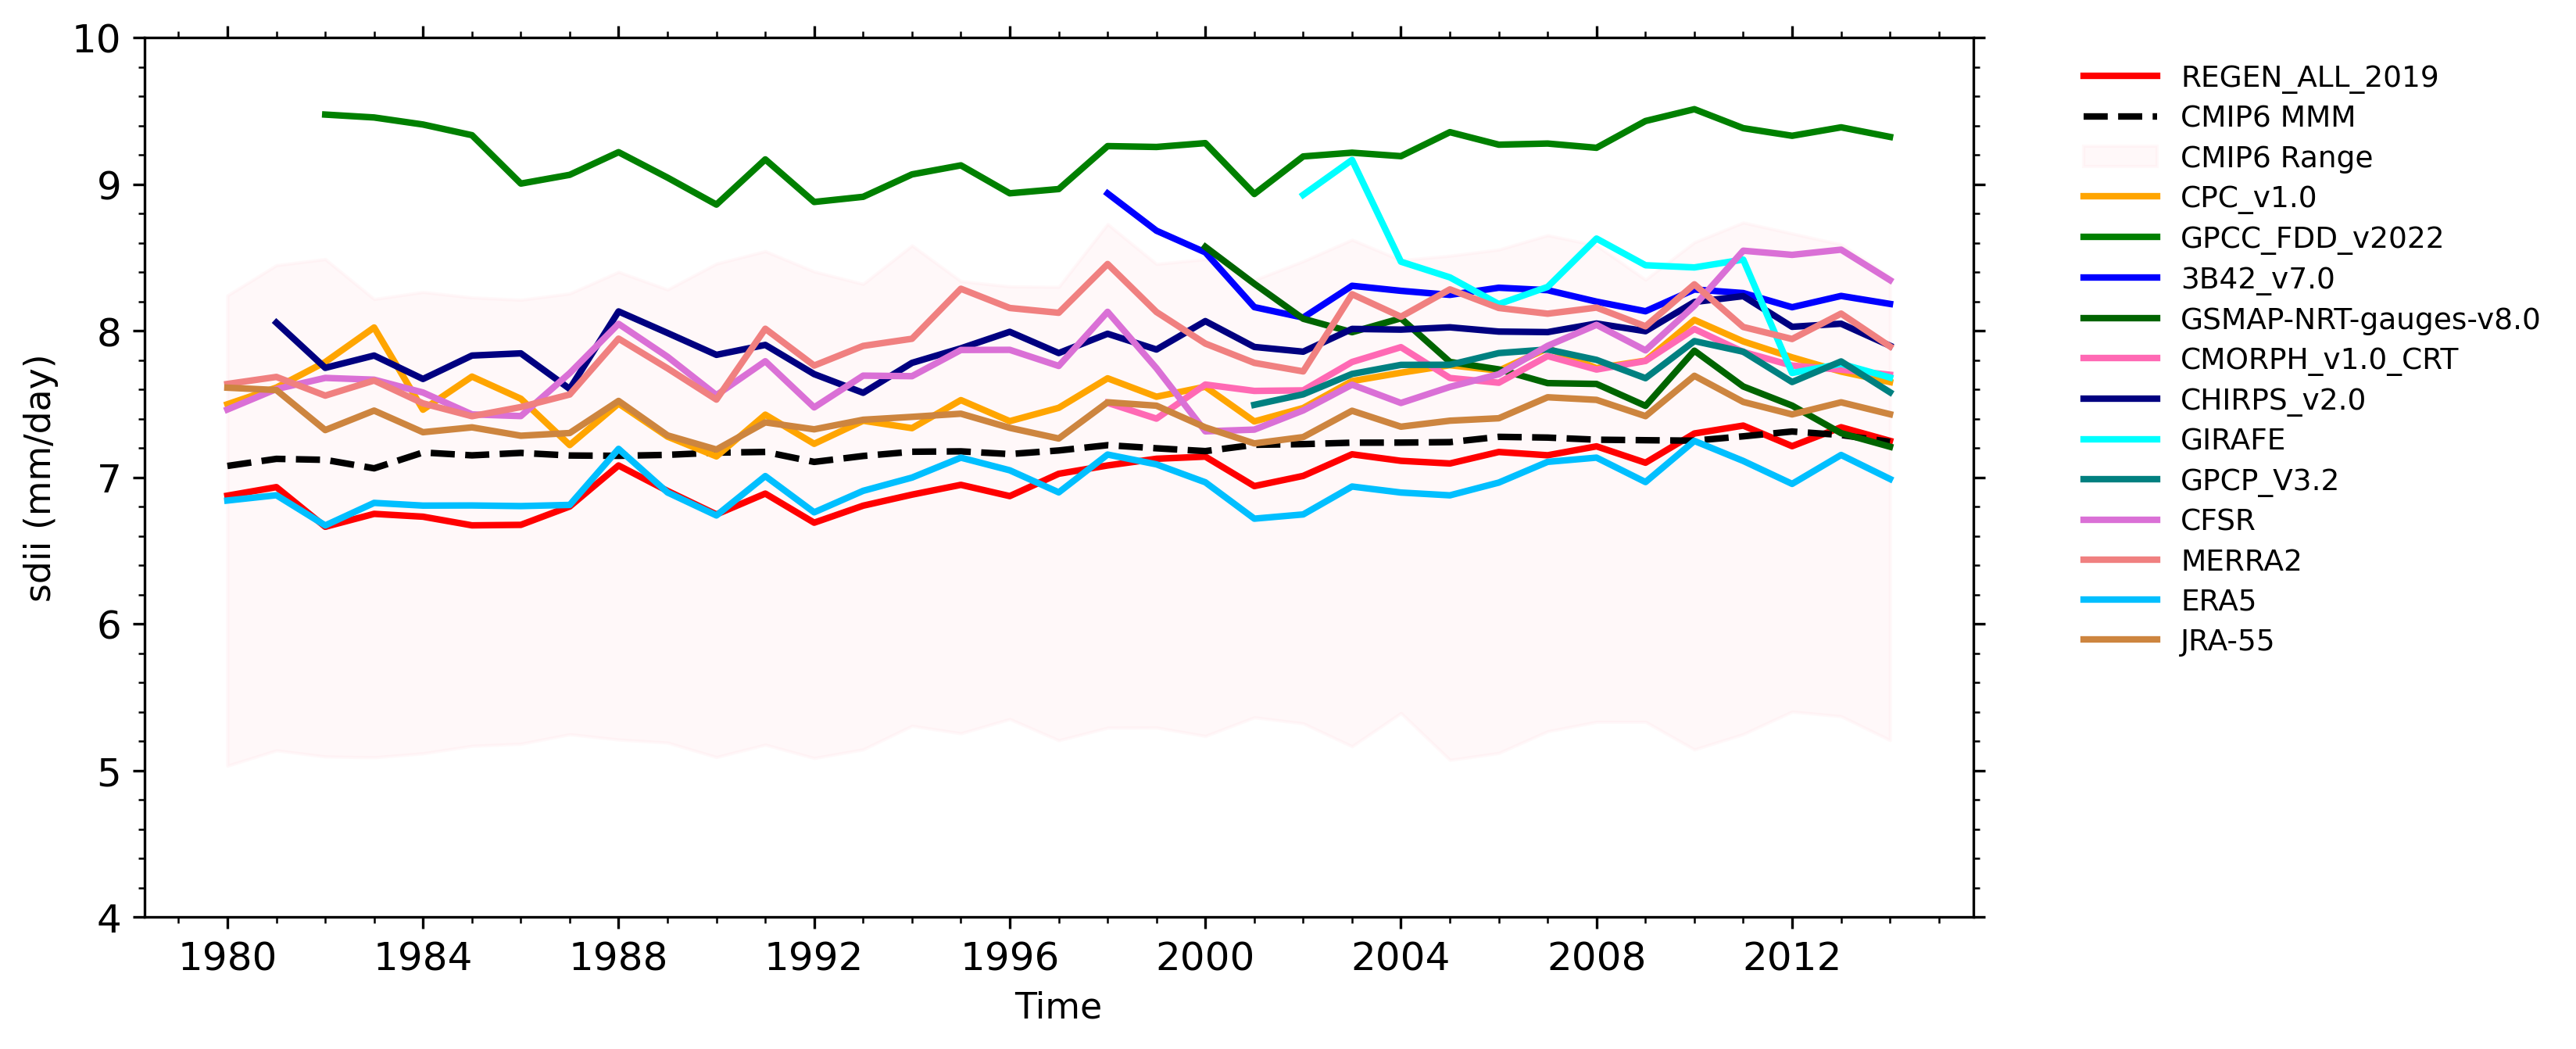 10
9
8
7
6
5
4
sdii (mm/day)
1980 1984 1988 1992 1996 2000 2004 2008 2012
Time
REGEN_ALL_2019
CMIP6 MMM
CMIP6 Range
CPC_v1.0
GPCC_FDD_v2022
3B42_v7.0
GSMAP-NRT-gauges-v8.0
CMORPH_v1.0_CRT
CHIRPS_v2.0
GIRAFE
GPCP_V3.2
CFSR
MERRA2
ERA5
JRA-55